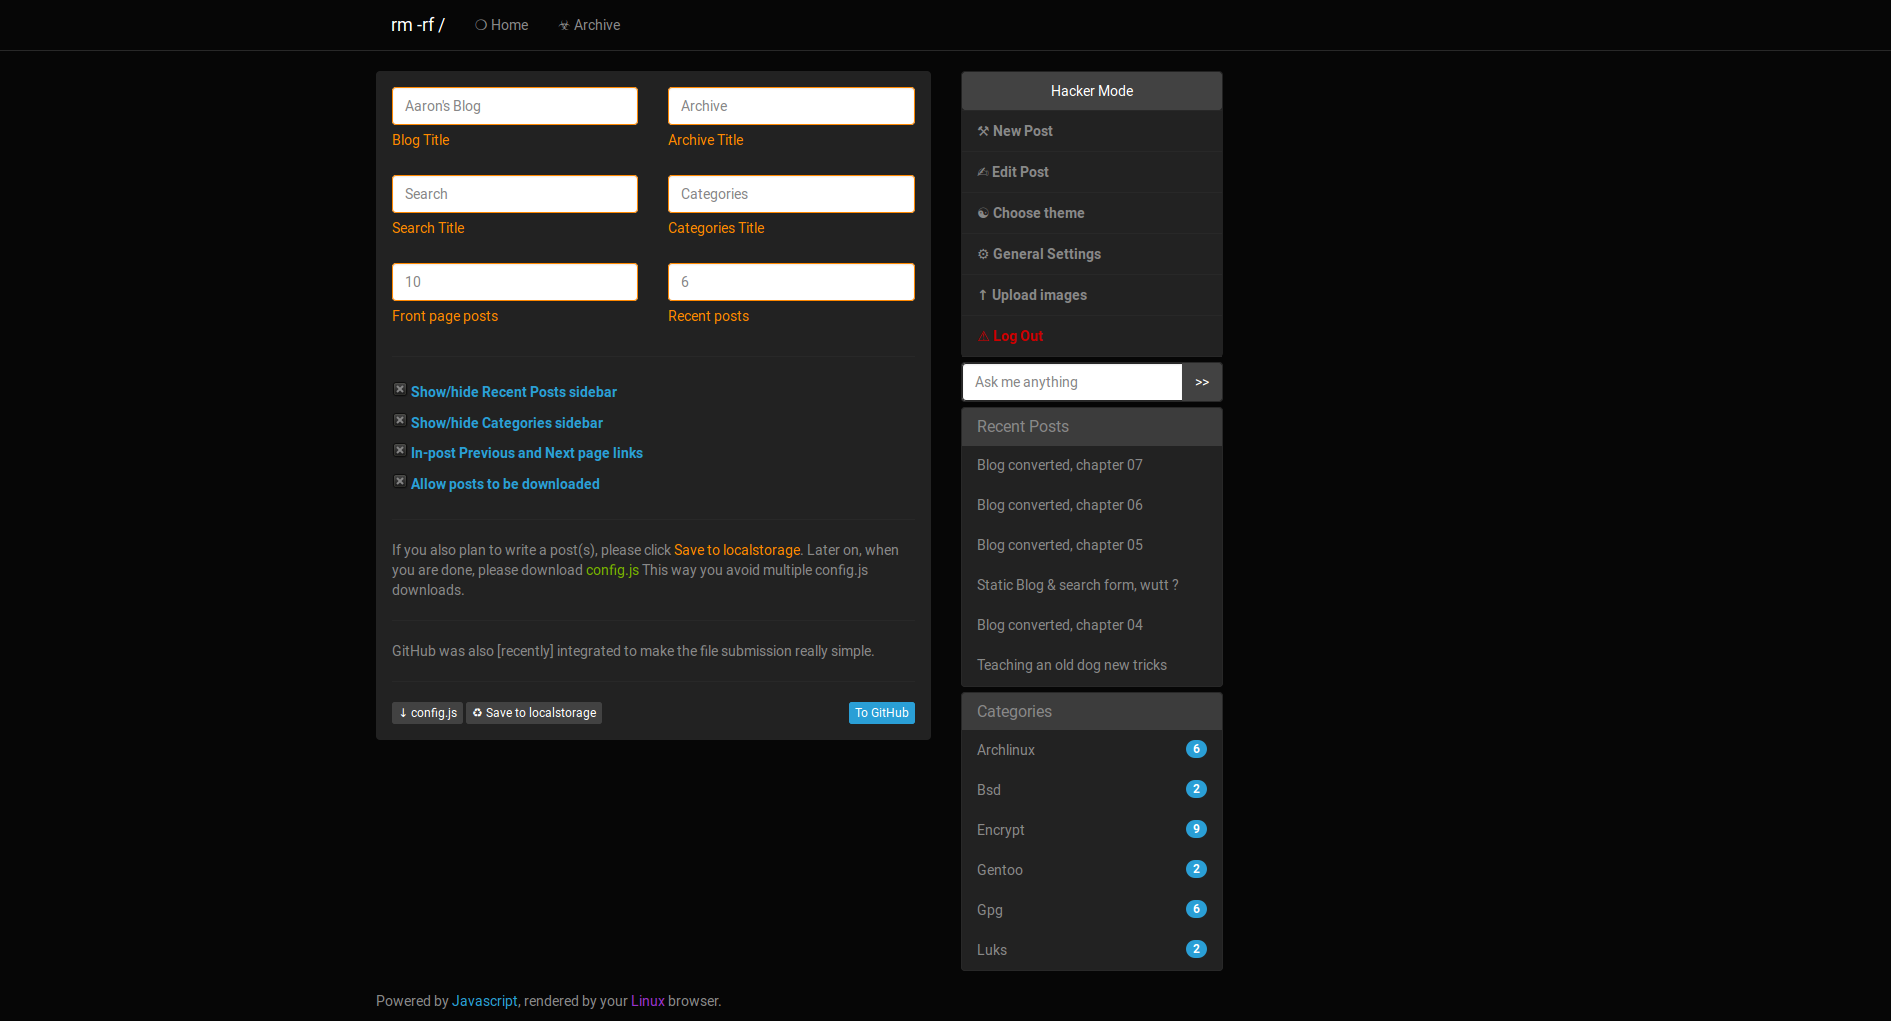 rm -rf /
❍ Home
☣ Archive
Aaron's Blog
Blog Title
Archive
Archive Title
Search
Search Title
Categories
Categories Title
10
Front page posts
6
Recent posts
Show/hide Recent Posts sidebar
Show/hide Categories sidebar
In-post Previous and Next page links
Allow posts to be downloaded
If you also plan to write a post(s), please click Save to localstorage. Later on, when
you are done, please download config.js This way you avoid multiple config.js
downloads.
GitHub was also [recently] integrated to make the file submission really simple.
↓ config.js
♻ Save to localstorage
To GitHub
Hacker Mode
⚒ New Post
✍ Edit Post
☯ Choose theme
⚙ General Settings
↑ Upload images
⚠ Log Out
Ask me anything
>>
Recent Posts
Blog converted, chapter 07
Blog converted, chapter 06
Blog converted, chapter 05
Static Blog & search form, wutt ?
Blog converted, chapter 04
Teaching an old dog new tricks
Categories
Archlinux 6
Bsd 2
Encrypt 9
Gentoo 2
Gpg 6
Luks 2
Powered by Javascript, rendered by your Linux browser.